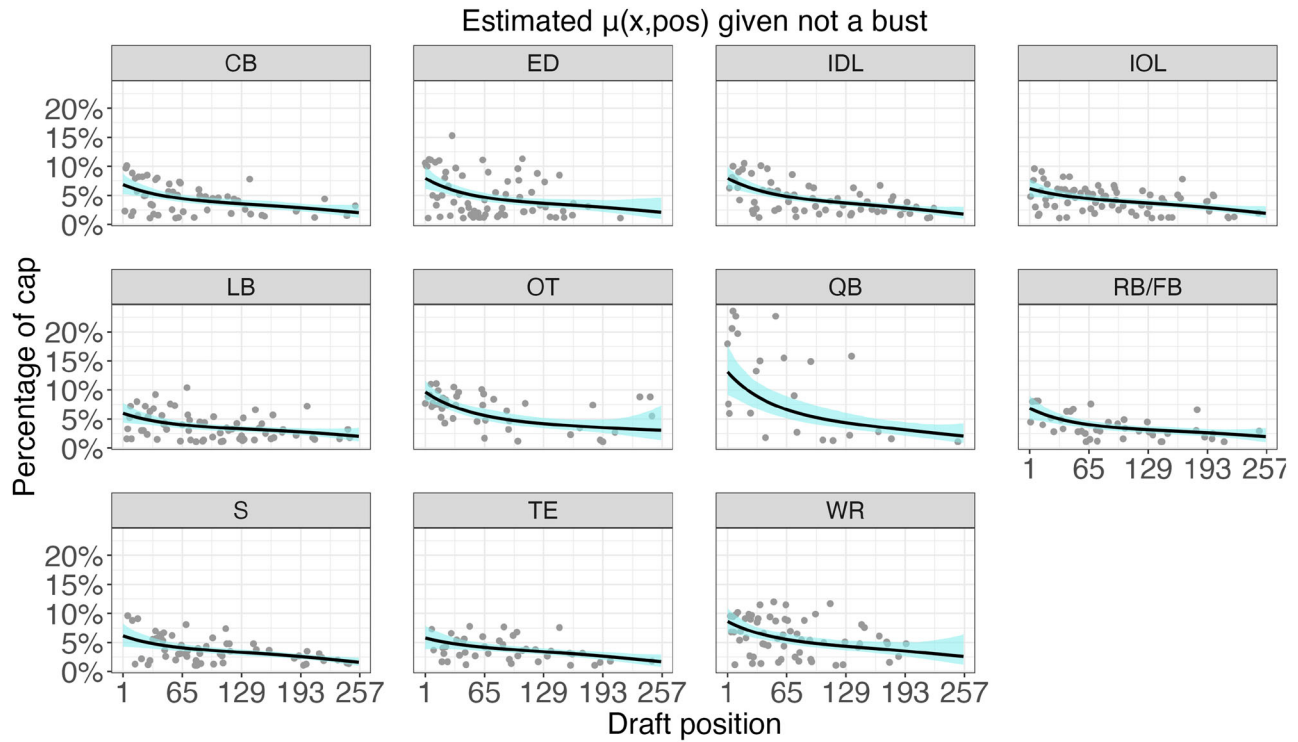 Estimated μ(x,pos) given not a bust
CB ED IDL IOL
20%
15%
10%
5%
0%
LB OT QB RB/FB
20%
15%
10%
5%
0%
1 65 129 193 257
S TE WR
20%
15%
10%
5%
0%
1 65 129 193 257 1 65 129 193 257 1 65 129 193 257
Percentage of cap
Draft position